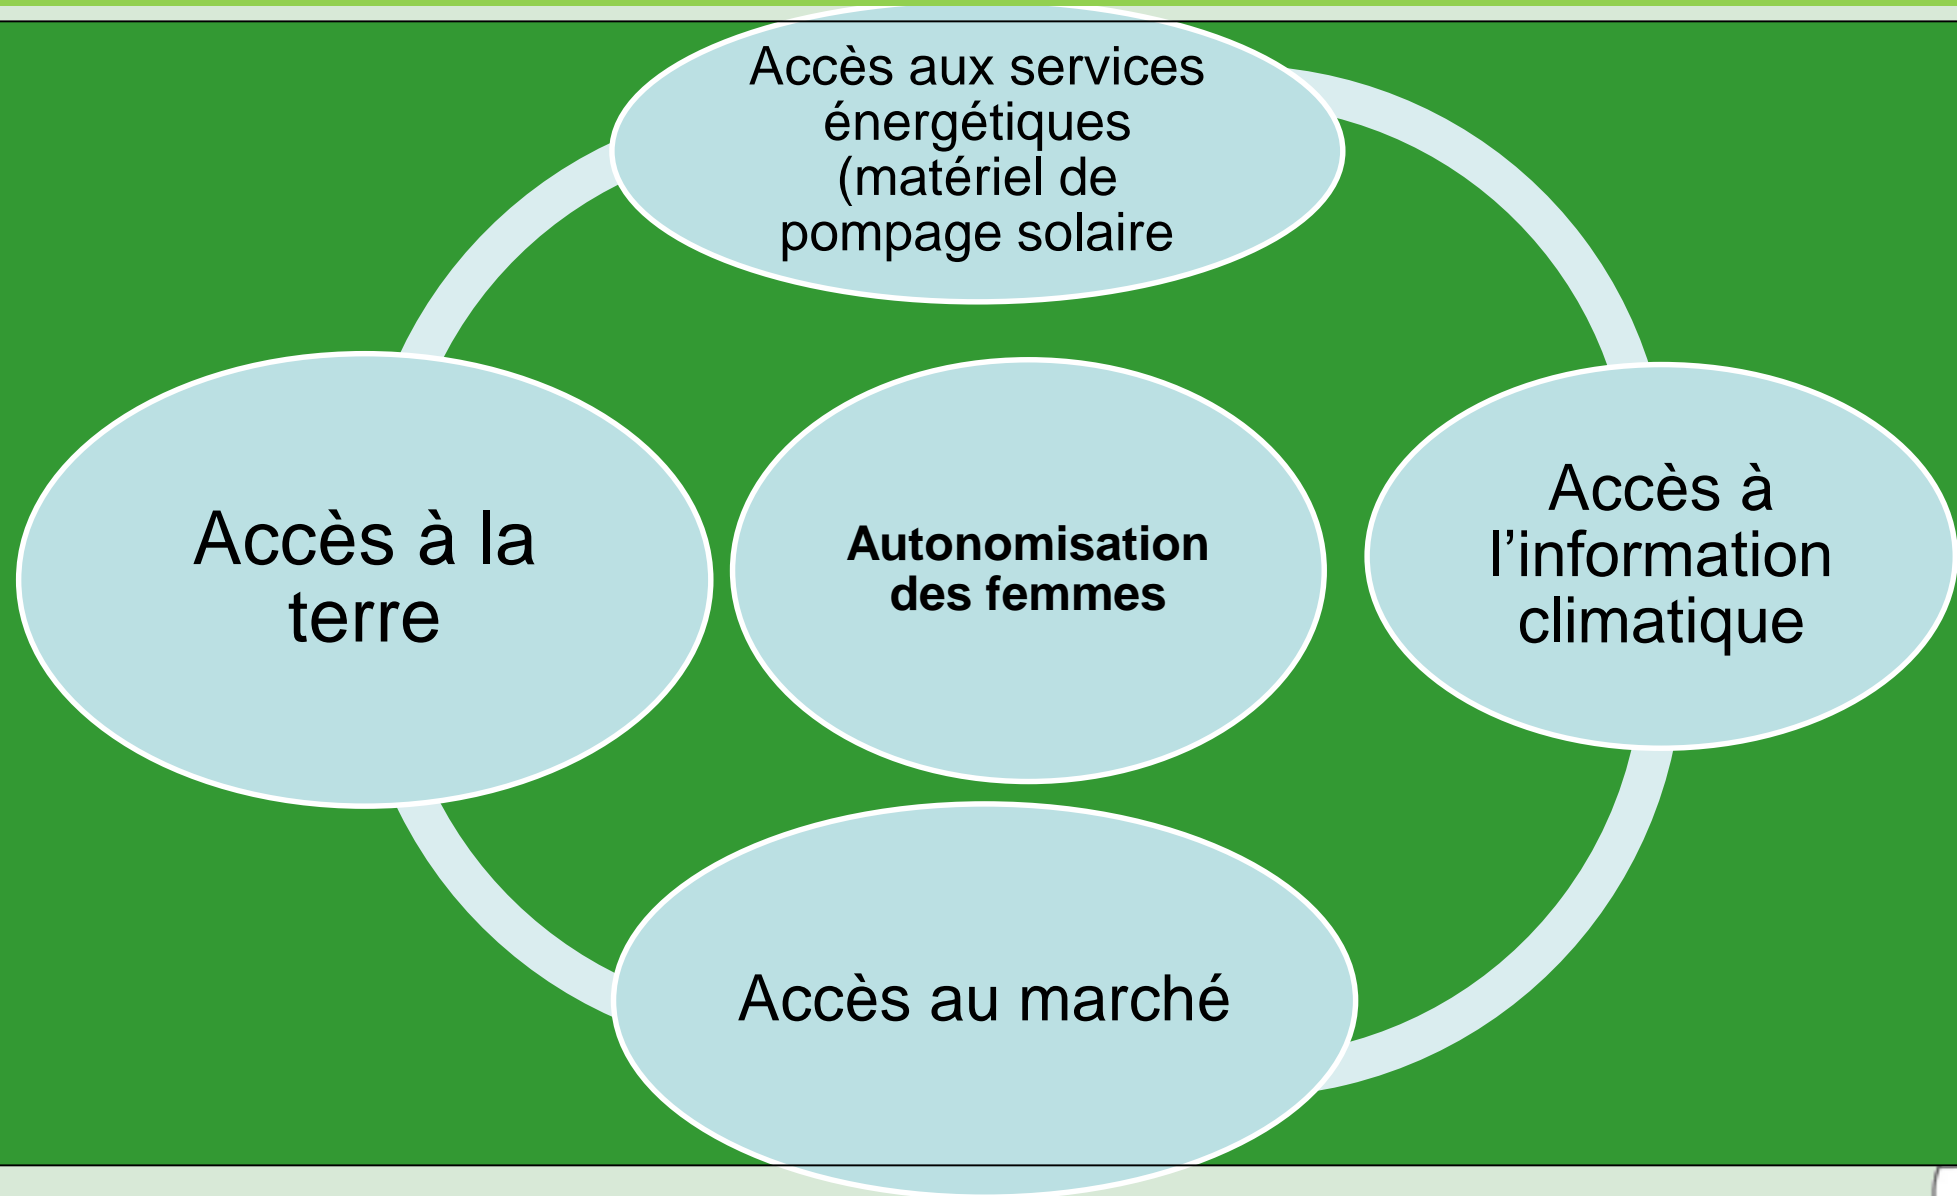 Accès aux services
énergétiques
(matériel de
pompage solaire
Accès à la
terre
Autonomisation
des femmes
Accès à
l’information
climatique
Accès au marché